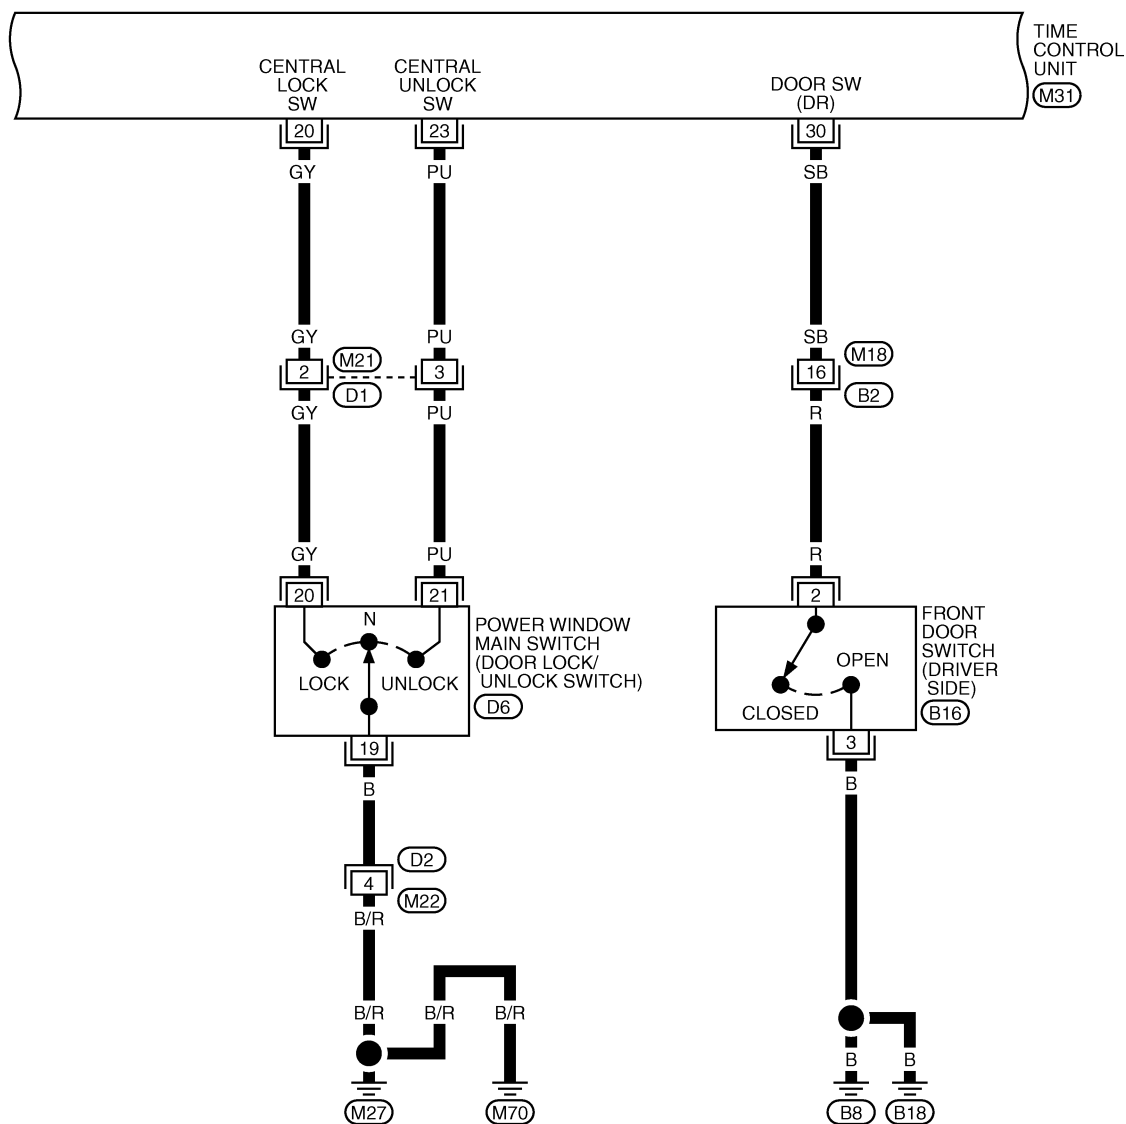 TIME
CONTROL
UNIT
M31
CENTRAL
LOCK
SW
CENTRAL
UNLOCK
SW
DOOR SW
(DR)
20
23
30
GY
PU
SB
GY
PU
SB
2
M21
D1
3
16
M18
B2
GY
PU
R
GY
PU
R
20
21
2
N
LOCK
UNLOCK
POWER WINDOW
MAIN SWITCH
(DOOR LOCK/
UNLOCK SWITCH)
D6
OPEN
CLOSED
FRONT
DOOR
SWITCH
(DRIVER
SIDE)
B16
19
3
B
B
4
D2
M22
B/R
B/R
B/R
B/R
B
B
M27
M70
B8
B18